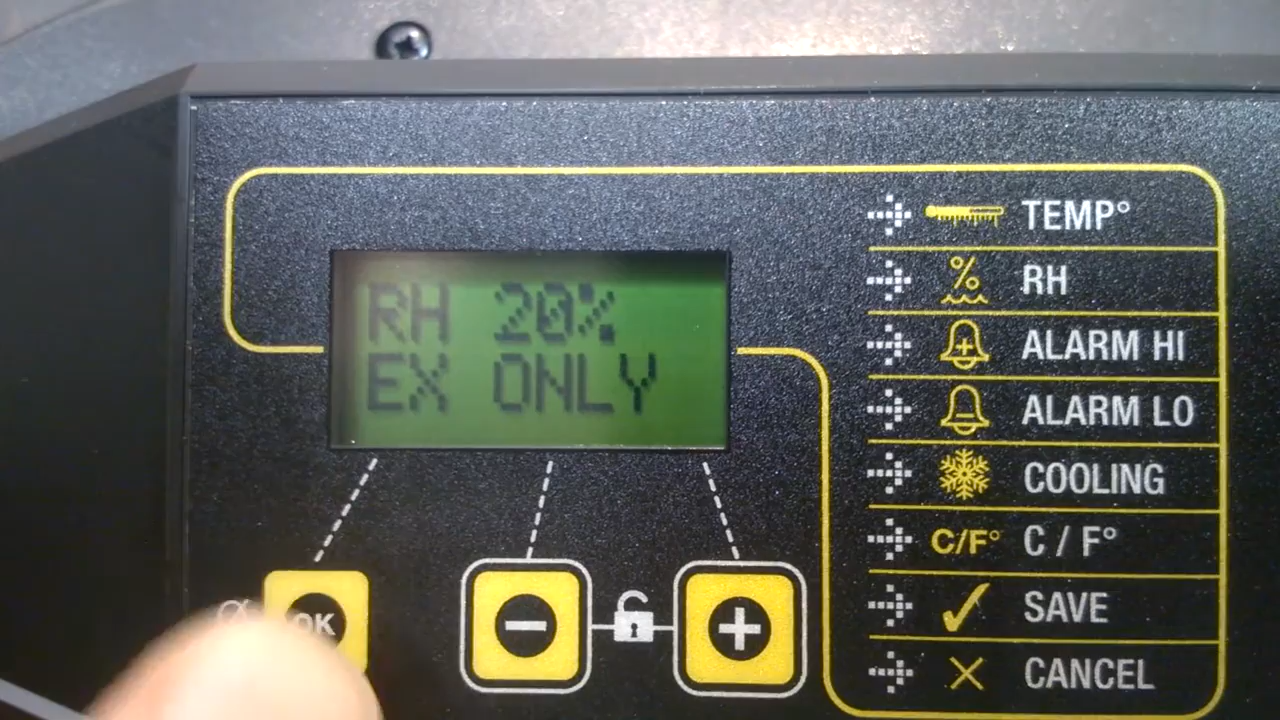 RH 20%
EX ONLY
OK
−
+
TEMP°
% RH
ALARM HI
ALARM LO
COOLING
C/F° C / F°
SAVE
CANCEL